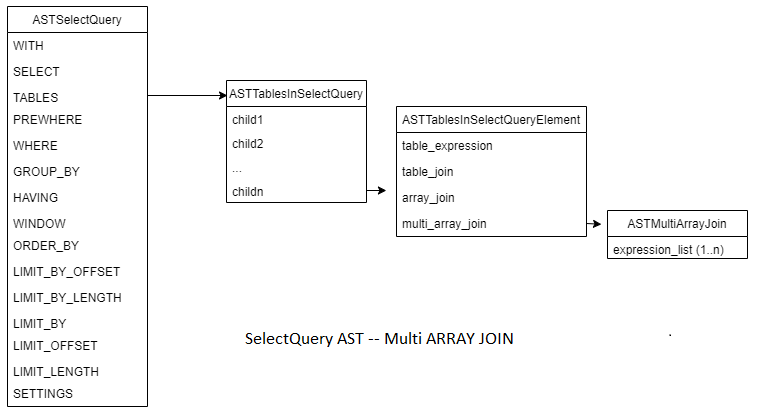 ASTSelectQuery
WITH
SELECT
TABLES
PREWHERE
WHERE
GROUP_BY
HAVING
WINDOW
ORDER_BY
LIMIT_BY_OFFSET
LIMIT_BY_LENGTH
LIMIT_BY
LIMIT_OFFSET
LIMIT_LENGTH
SETTINGS
ASTTablesInSelectQuery
child1
child2
...
childn
ASTTablesInSelectQueryElement
table_expression
table_join
array_join
multi_array_join
ASTMultiArrayJoin
expression_list (1..n)
SelectQuery AST -- Multi ARRAY JOIN
.